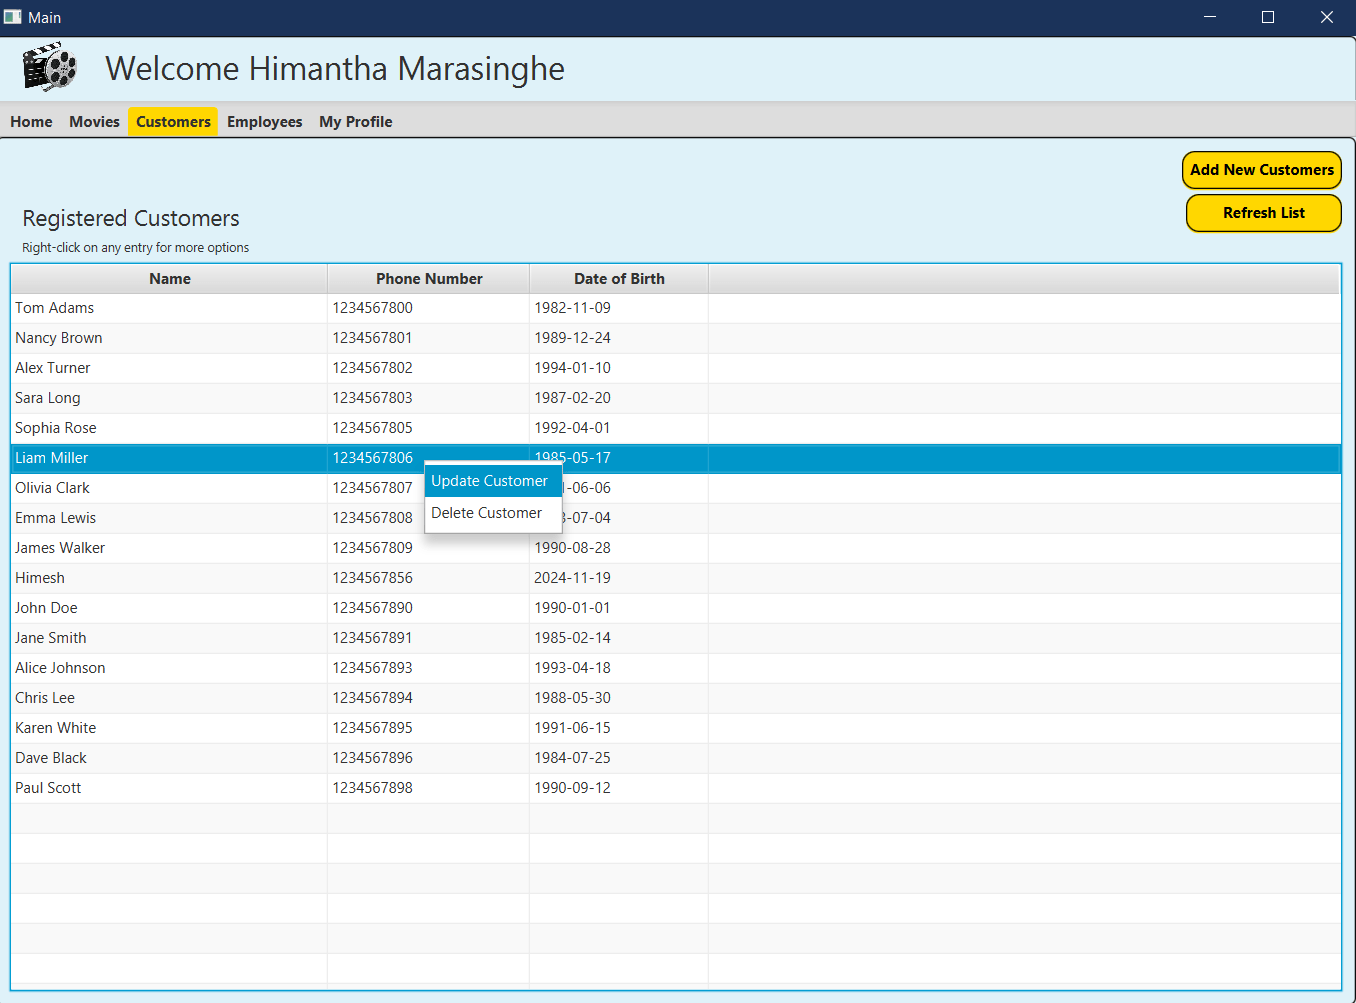 Main
Welcome Himantha Marasinghe
Home Movies Customers Employees My Profile
Add New Customers
Refresh List
Registered Customers
Right-click on any entry for more options
Name Phone Number Date of Birth
Tom Adams 1234567800 1982-11-09
Nancy Brown 1234567801 1989-12-24
Alex Turner 1234567802 1994-01-10
Sara Long 1234567803 1987-02-20
Sophia Rose 1234567805 1992-04-01
Liam Miller 1234567806 1985-05-17
Update Customer
Delete Customer
Olivia Clark 1234567807 -06-06
Emma Lewis 1234567808 -07-04
James Walker 1234567809 1990-08-28
Himesh 1234567856 2024-11-19
John Doe 1234567890 1990-01-01
Jane Smith 1234567891 1985-02-14
Alice Johnson 1234567893 1993-04-18
Chris Lee 1234567894 1988-05-30
Karen White 1234567895 1991-06-15
Dave Black 1234567896 1984-07-25
Paul Scott 1234567898 1990-09-12